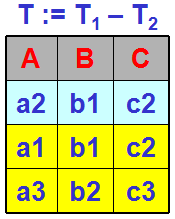 T := T₁ – T₂
A B C
a2 b1 c2
a1 b1 c2
a3 b2 c3